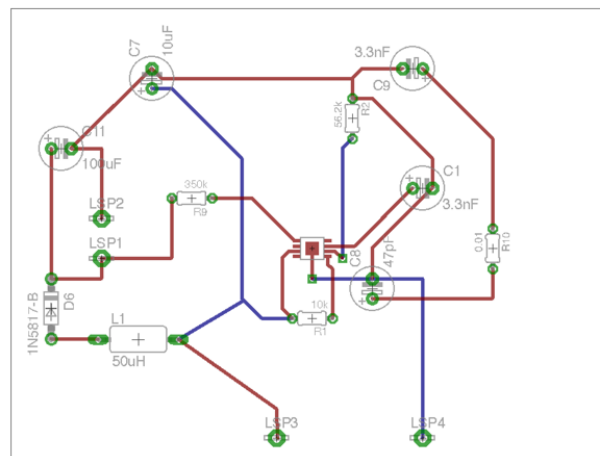 C7
10uF
3.3nF
C9
56.2k
R2
C11
100uF
C1
3.3nF
350k
R9
LSP2
LSP1
0.01
R10
C8
47pF
1N5817-B
D6
L1
50uH
10k
R1
LSP3
LSP4